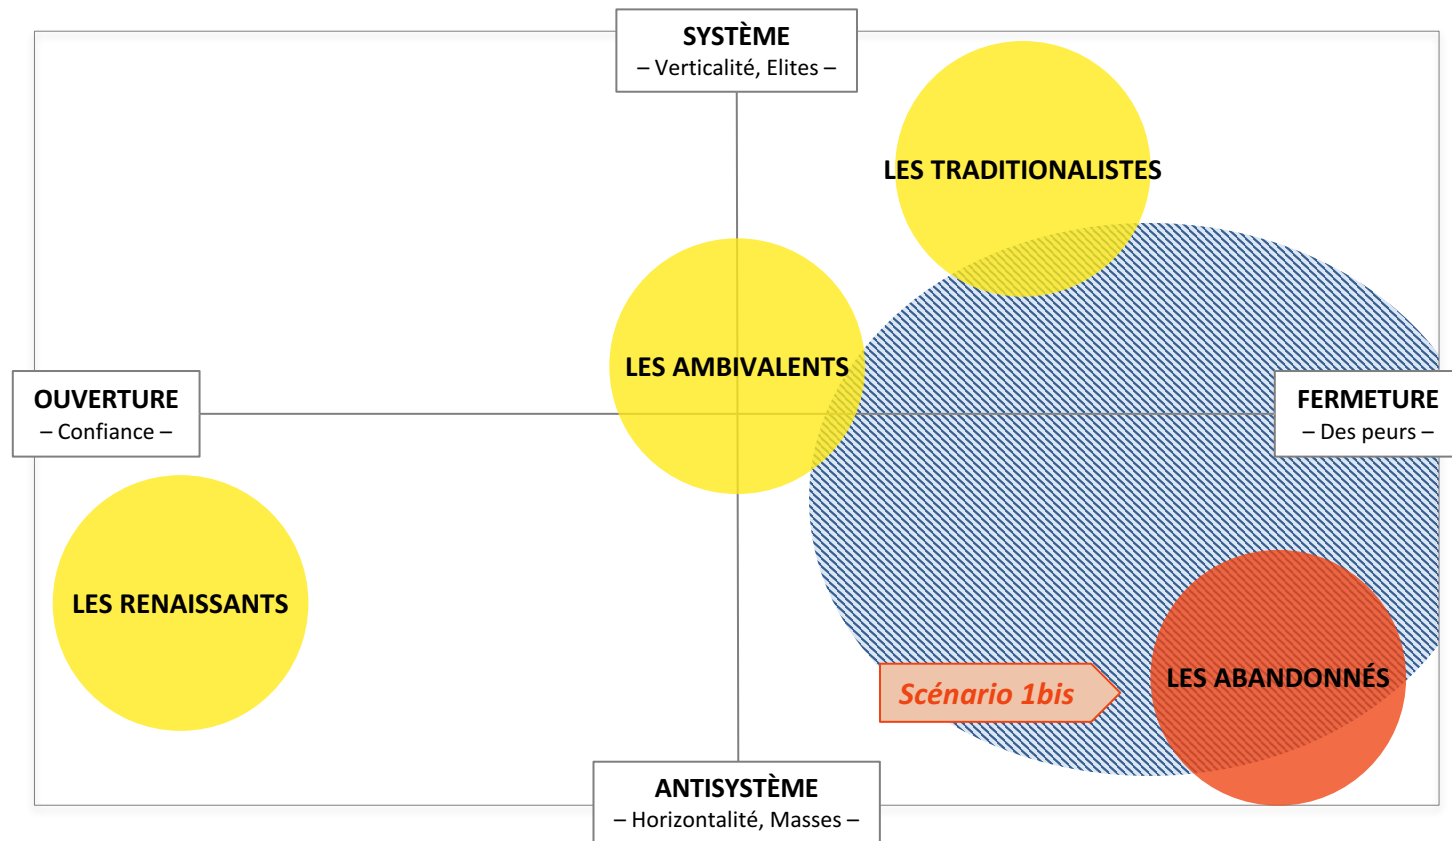 SYSTÈME
– Verticalité, Elites –
LES TRADITIONALISTES
LES AMBIVALENTS
OUVERTURE
– Confiance –
FERMETURE
– Des peurs –
LES RENAISSANTS
LES ABANDONNÉS
Scénario 1bis
ANTISYSTÈME
– Horizontalité, Masses –